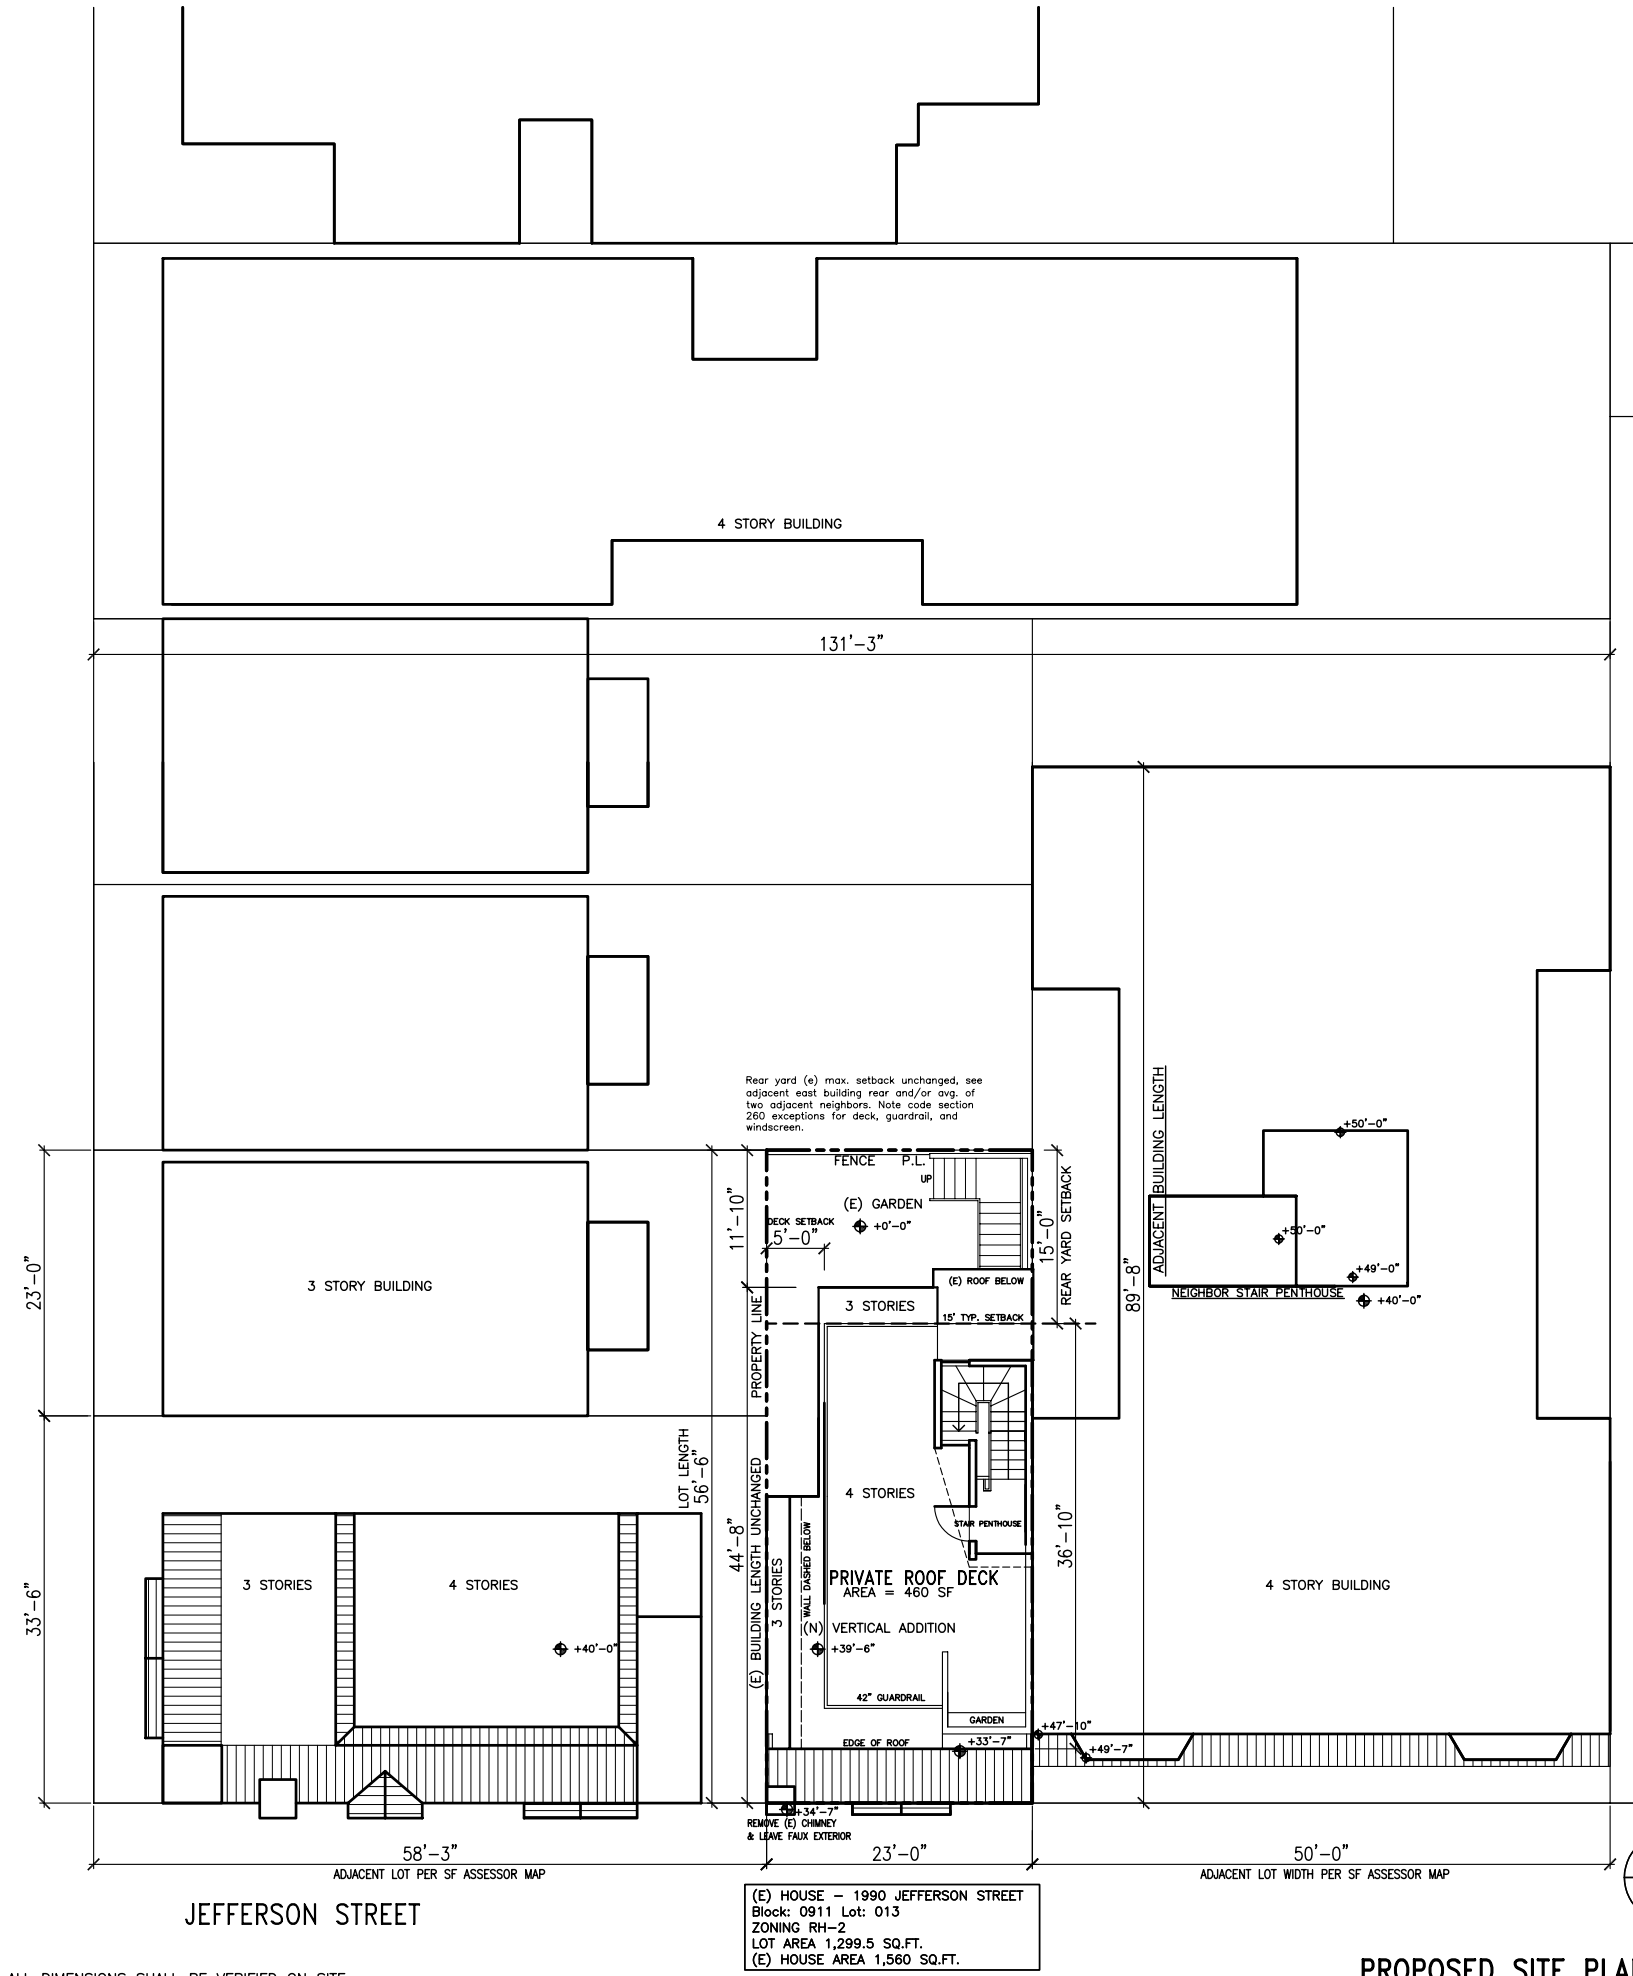 4 STORY BUILDING
131'-3"
Rear yard (e) max. setback unchanged, see
adjacent east building rear and/or avg. of
two adjacent neighbors. Note code section
260 exceptions for deck, guardrail, and
windscreen.
FENCE P.L.
UP
(E) GARDEN
DECK SETBACK
+0'-0"
5'-0"
11'-10"
15'-0"
REAR YARD SETBACK
ADJACENT BUILDING LENGTH
89'-8"
+50'-0"
+50'-0"
+49'-0"
NEIGHBOR STAIR PENTHOUSE
+40'-0"
23'-0"
3 STORY BUILDING
(E) ROOF BELOW
3 STORIES
15' TYP. SETBACK
PROPERTY LINE
LOT LENGTH
56'-6"
44'-8"
(E) BUILDING LENGTH UNCHANGED
4 STORIES
STAIR PENTHOUSE
36'-10"
WALL DASHED BELOW
3 STORIES
PRIVATE ROOF DECK
AREA = 460 SF
(N) VERTICAL ADDITION
+39'-6"
33'-6"
3 STORIES
4 STORIES
+40'-0"
4 STORY BUILDING
42" GUARDRAIL
GARDEN
EDGE OF ROOF
+33'-7"
+47'-10"
+49'-7"
+34'-7"
REMOVE (E) CHIMNEY
& LEAVE FAUX EXTERIOR
58'-3"
ADJACENT LOT PER SF ASSESSOR MAP
23'-0"
50'-0"
ADJACENT LOT WIDTH PER SF ASSESSOR MAP
JEFFERSON STREET
(E) HOUSE – 1990 JEFFERSON STREET
Block: 0911 Lot: 013
ZONING RH–2
LOT AREA 1,299.5 SQ.FT.
(E) HOUSE AREA 1,560 SQ.FT.
ALL DIMENSIONS SHALL BE VERIFIED ON SITE
PROPOSED SITE